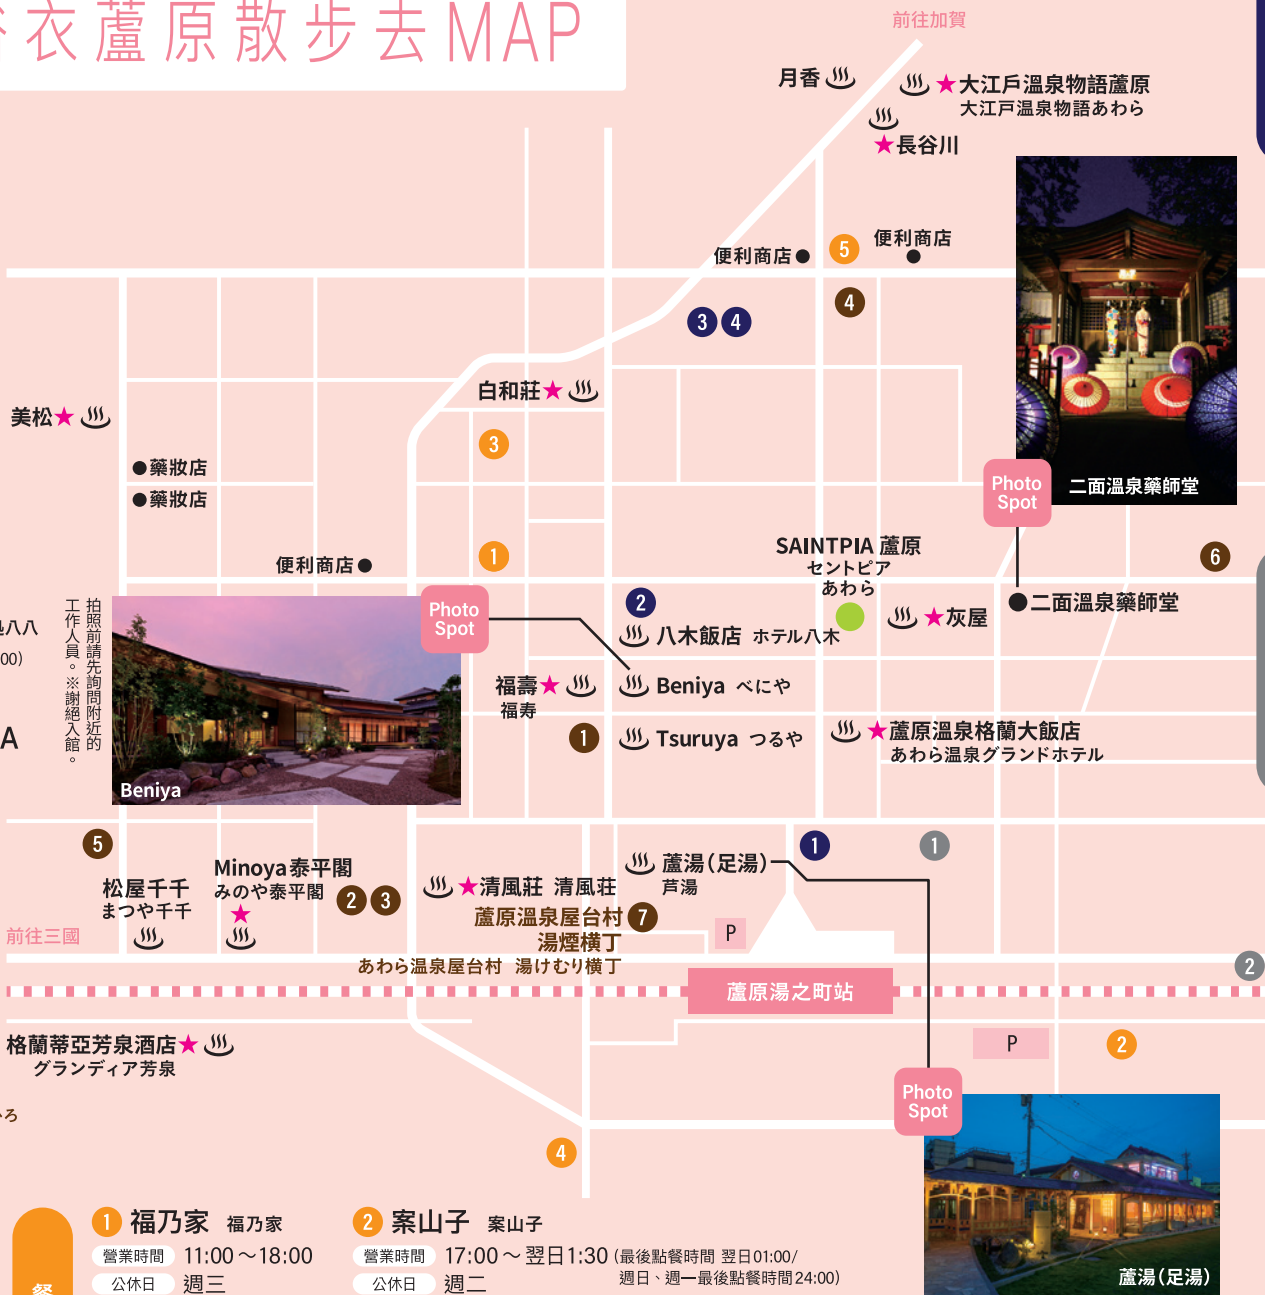 衣蘆原散步去MAP
前往加賀
月香
★大江戶溫泉物語蘆原
大江戸温泉物語あわら
★長谷川
便利商店
5
便利商店
4
3 4
白和莊★
美松★
3
藥妝店
藥妝店
Photo
Spot
二面溫泉藥師堂
1
便利商店
SAINTPIA 蘆原
セントピア
あわら
6
2
二面溫泉藥師堂
八八
00)
A
拍照前請先詢問附近的
工作人員。※謝絕入館。
Photo
Spot
八木飯店 ホテル八木
★灰屋
福壽★
福寿
Beniya べにや
1
Tsuruya つるや
★蘆原溫泉格蘭大飯店
あわら温泉グランドホテル
Beniya
5
松屋千千
まつや千千
Minoya泰平閣
みのや泰平閣
★
2 3
★清風莊 清風荘
蘆湯(足湯)
芦湯
1
1
蘆原溫泉屋台村 7
湯煙橫丁
あわら温泉屋台村 湯けむり横丁
P
前往三國
2
蘆原湯之町站
格蘭蒂亞芳泉酒店★
グランディア芳泉
P
2
ろ
Photo
Spot
4
蘆湯(足湯)
餐
1 福乃家 福乃家
營業時間 11:00～18:00
公休日 週三
2 案山子 案山子
營業時間 17:00～翌日1:30 (最後點餐時間 翌日01:00/
週日、週一最後點餐時間24:00)
公休日 週二